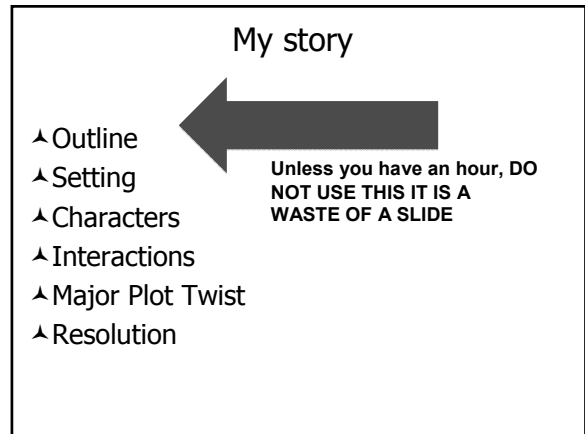 My story
Outline
Unless you have an hour, DO
NOT USE THIS IT IS A
WASTE OF A SLIDE
Setting
Characters
Interactions
Major Plot Twist
Resolution